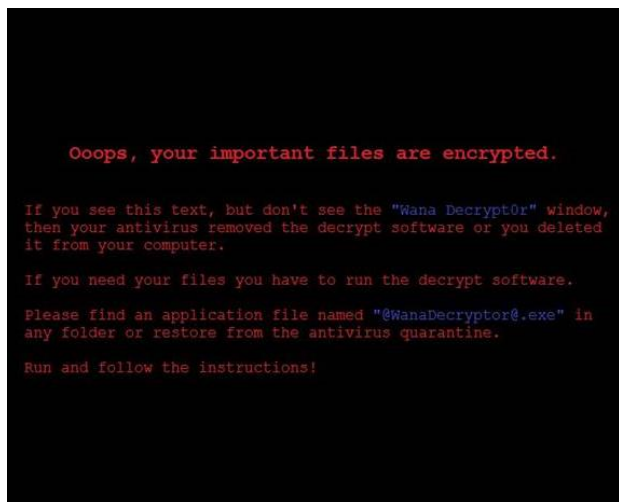 Ooops, your important files are encrypted.
If you see this text, but don't see the "Wana Decrypt0r" window,
then your antivirus removed the decrypt software or you deleted
it from your computer.
If you need your files you have to run the decrypt software.
Please find an application file named "@WanaDecryptor@.exe" in
any folder or restore from the antivirus quarantine.
Run and follow the instructions!